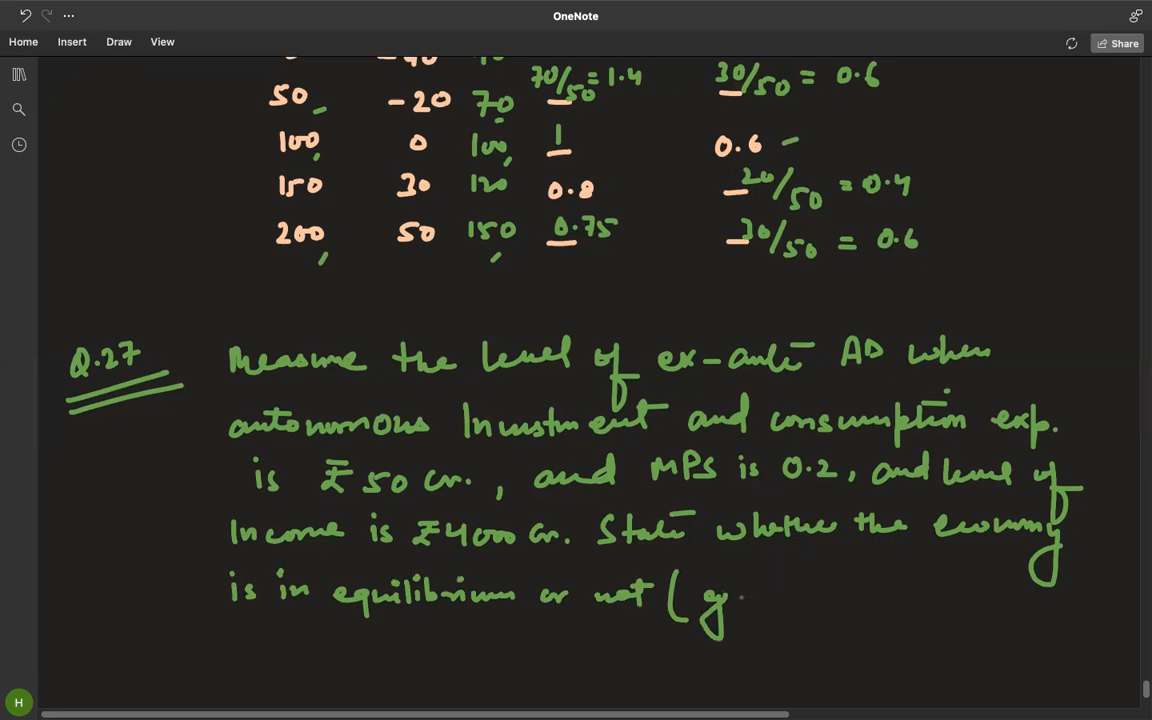 OneNote
Home Insert Draw View
Share
70/50 = 1.4 30/50 = 0.6
50 -20 70
100 0 100 1 0.6
150 30 120 0.8 20/50 = 0.4
200 50 150 0.75 30/50 = 0.6
Q.27 Measure the level of ex-ante AD when
autonomous Investment and consumption exp.
is ₹50 cr., and MPS is 0.2, and level of
Income is ₹4000 cr. State whether the economy
is in equilibrium or not (g
H